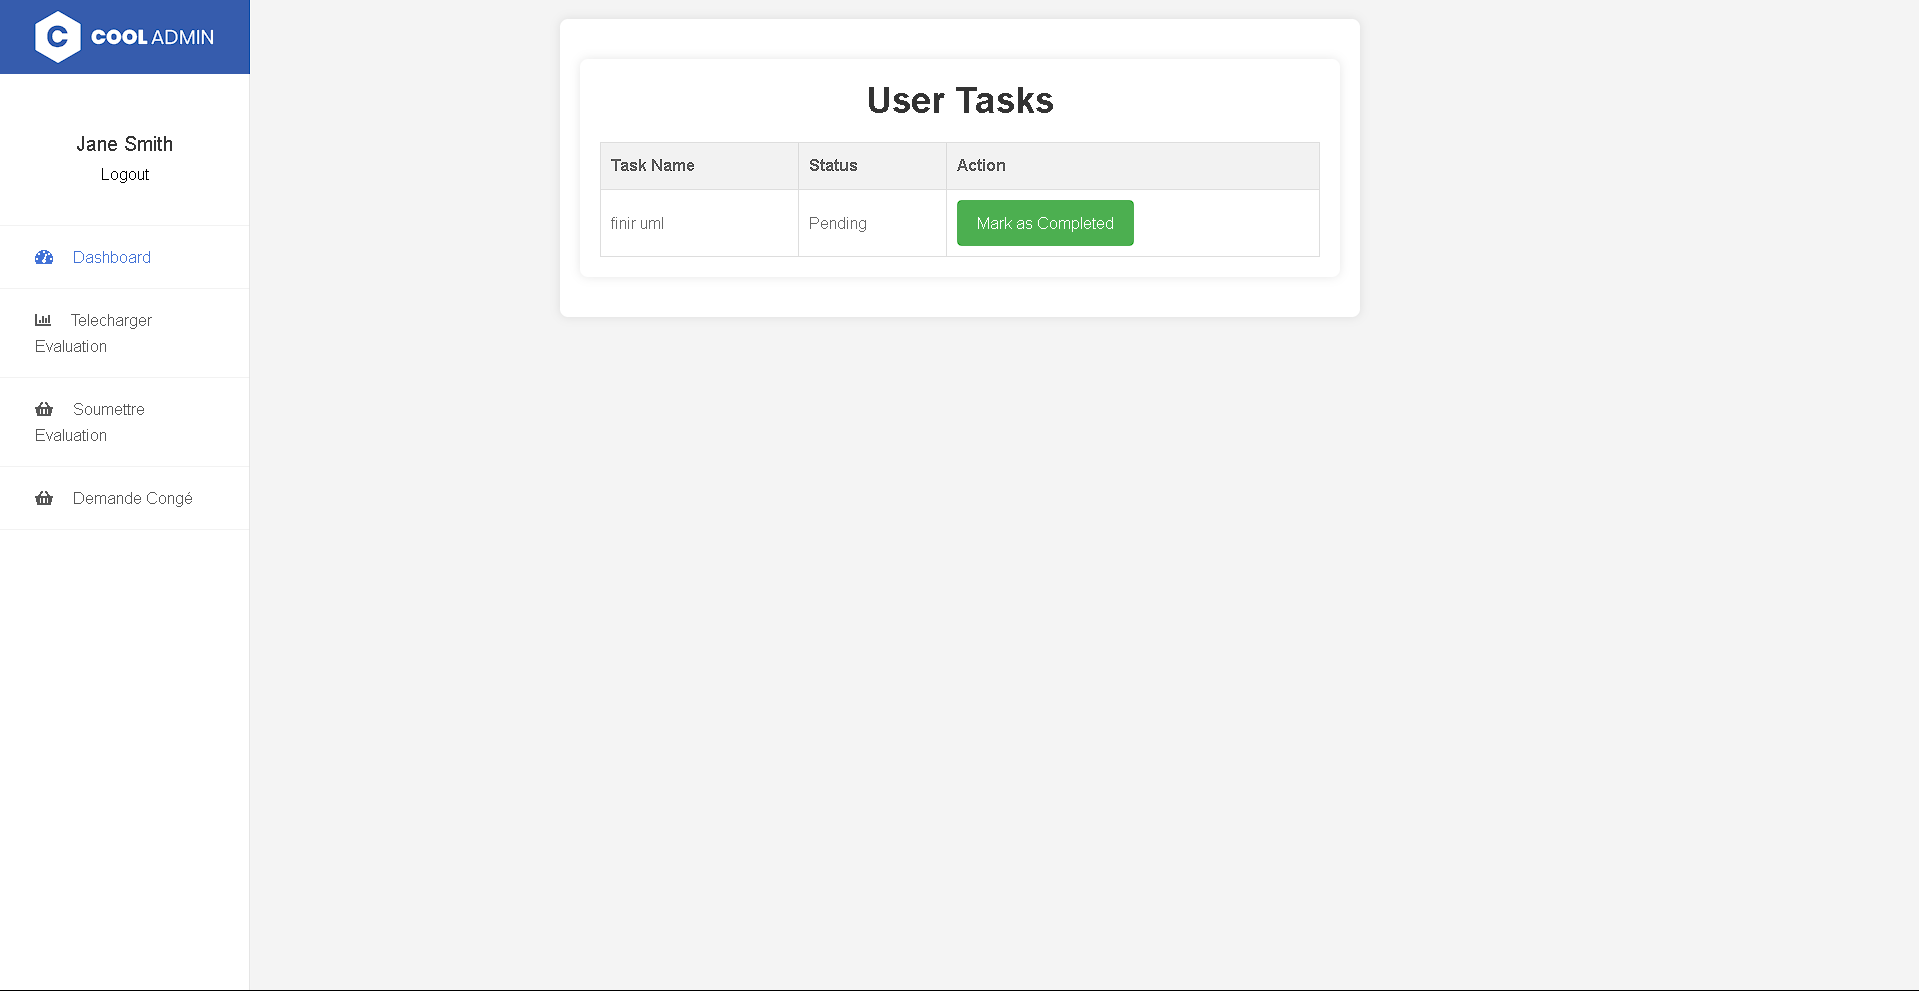 C COOL ADMIN
Jane Smith
Logout
Dashboard
Telecharger
Evaluation
Soumettre
Evaluation
Demande Congé
User Tasks
Task Name Status Action
finir uml Pending Mark as Completed